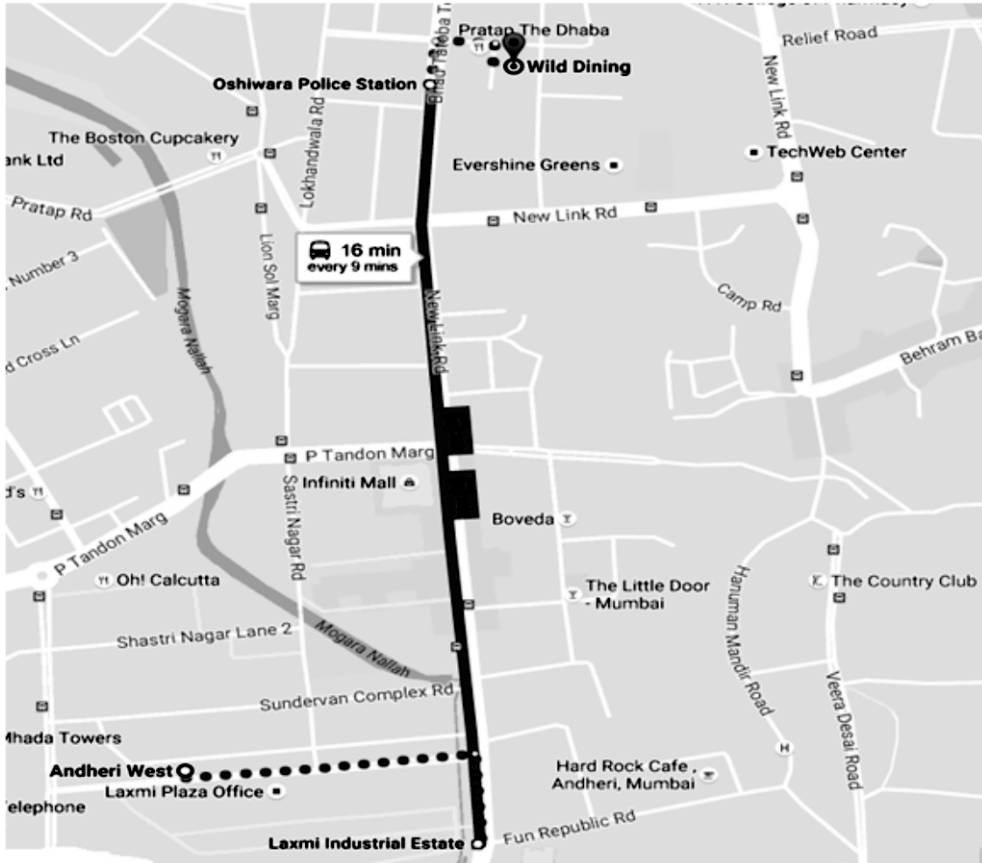 Pratap The Dhaba
Relief Road
Wild Dining
Oshiwara Police Station
New Link Rd
Lokhandwala Rd
The Boston Cupcakery
ank Ltd
Evershine Greens
TechWeb Center
Pratap Rd
New Link Rd
16 min
every 9 mins
Number 3
Lion Sol Marg
Mogara Nallah
New Link Rd
Camp Rd
d Cross Ln
Behram Ba
P Tandon Marg
Infiniti Mall
d's
Sastri Nagar Rd
Boveda
P Tandon Marg
Oh! Calcutta
The Little Door
- Mumbai
The Country Club
Hanuman Mandir Road
Shastri Nagar Lane 2
Mogara Nallah
Sundervan Complex Rd
Veera Desai Road
Mhada Towers
H
Andheri West
Hard Rock Cafe,
Andheri, Mumbai
Laxmi Plaza Office
Telephone
Laxmi Industrial Estate
Fun Republic Rd